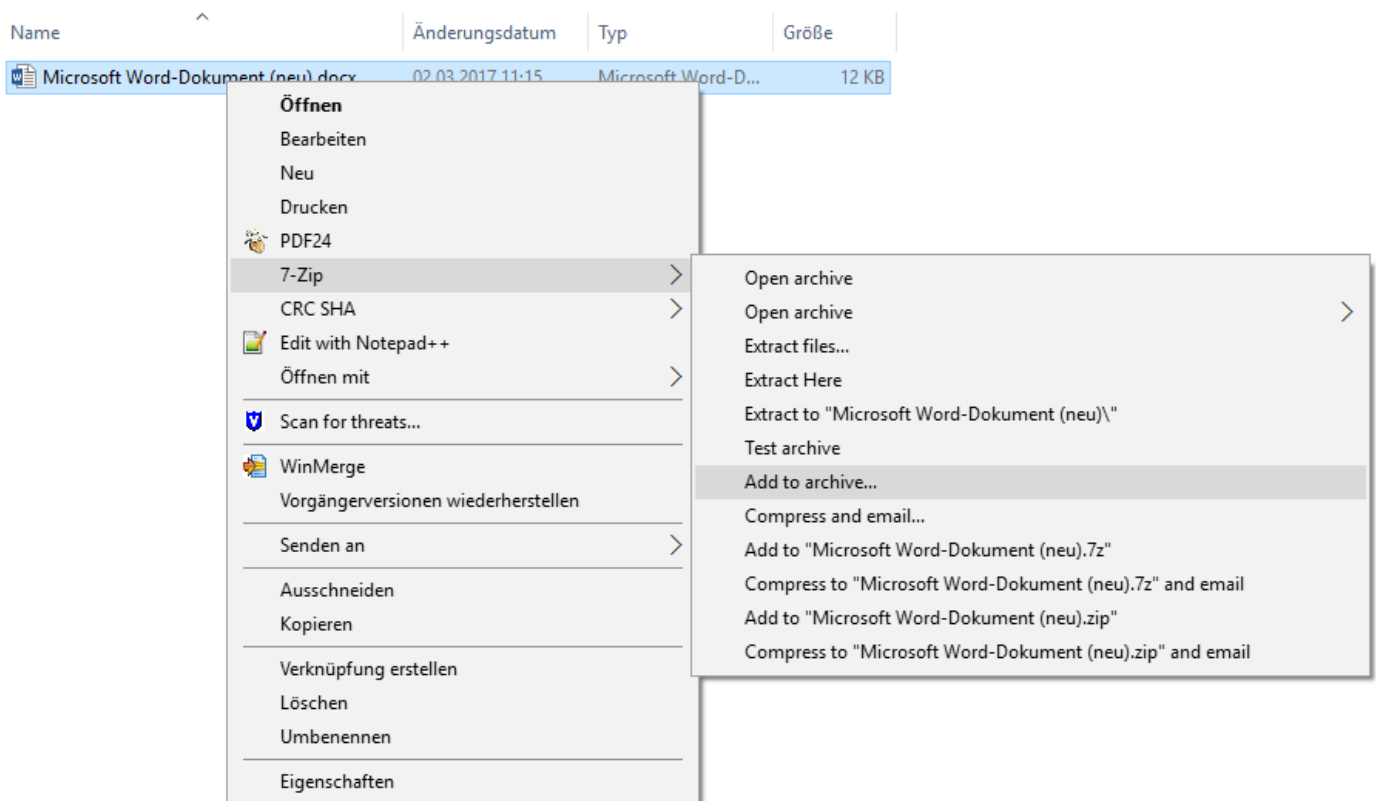 Name Änderungsdatum Typ Größe
Microsoft Word-Dokument (neu).docx 02.03.2017 11:15 Microsoft Word-D... 12 KB
Öffnen
Bearbeiten
Neu
Drucken
PDF24
7-Zip
CRC SHA
Edit with Notepad++
Öffnen mit
Scan for threats...
WinMerge
Vorgängerversionen wiederherstellen
Senden an
Ausschneiden
Kopieren
Verknüpfung erstellen
Löschen
Umbenennen
Eigenschaften
Open archive
Open archive
Extract files...
Extract Here
Extract to "Microsoft Word-Dokument (neu)\"
Test archive
Add to archive...
Compress and email...
Add to "Microsoft Word-Dokument (neu).7z"
Compress to "Microsoft Word-Dokument (neu).7z" and email
Add to "Microsoft Word-Dokument (neu).zip"
Compress to "Microsoft Word-Dokument (neu).zip" and email